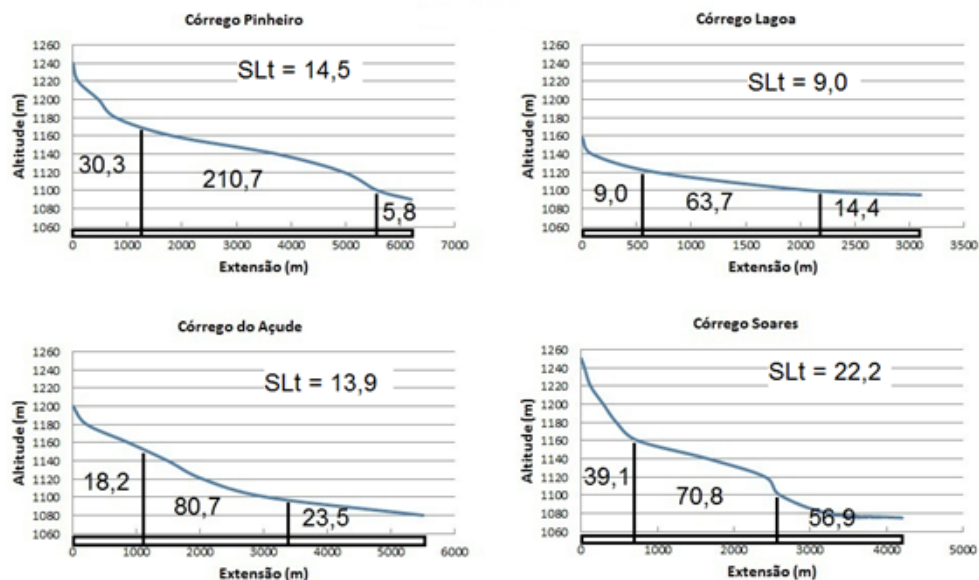 Córrego Pinheiro
Altitude (m)
1260
1240
1220
1200
1180
1160
1140
1120
1100
1080
1060
SLt = 14,5
30,3
210,7
5,8
0 1000 2000 3000 4000 5000 6000 7000
Extensão (m)
Córrego Lagoa
Altitude (m)
1260
1240
1220
1200
1180
1160
1140
1120
1100
1080
1060
SLt = 9,0
9,0
63,7
14,4
0 500 1000 1500 2000 2500 3000 3500
Extensão (m)
Córrego do Açude
Altitude (m)
1260
1240
1220
1200
1180
1160
1140
1120
1100
1080
1060
SLt = 13,9
18,2
80,7
23,5
0 1000 2000 3000 4000 5000 6000
Extensão (m)
Córrego Soares
Altitude (m)
1260
1240
1220
1200
1180
1160
1140
1120
1100
1080
1060
SLt = 22,2
39,1
70,8
56,9
0 1000 2000 3000 4000 5000
Extensão (m)